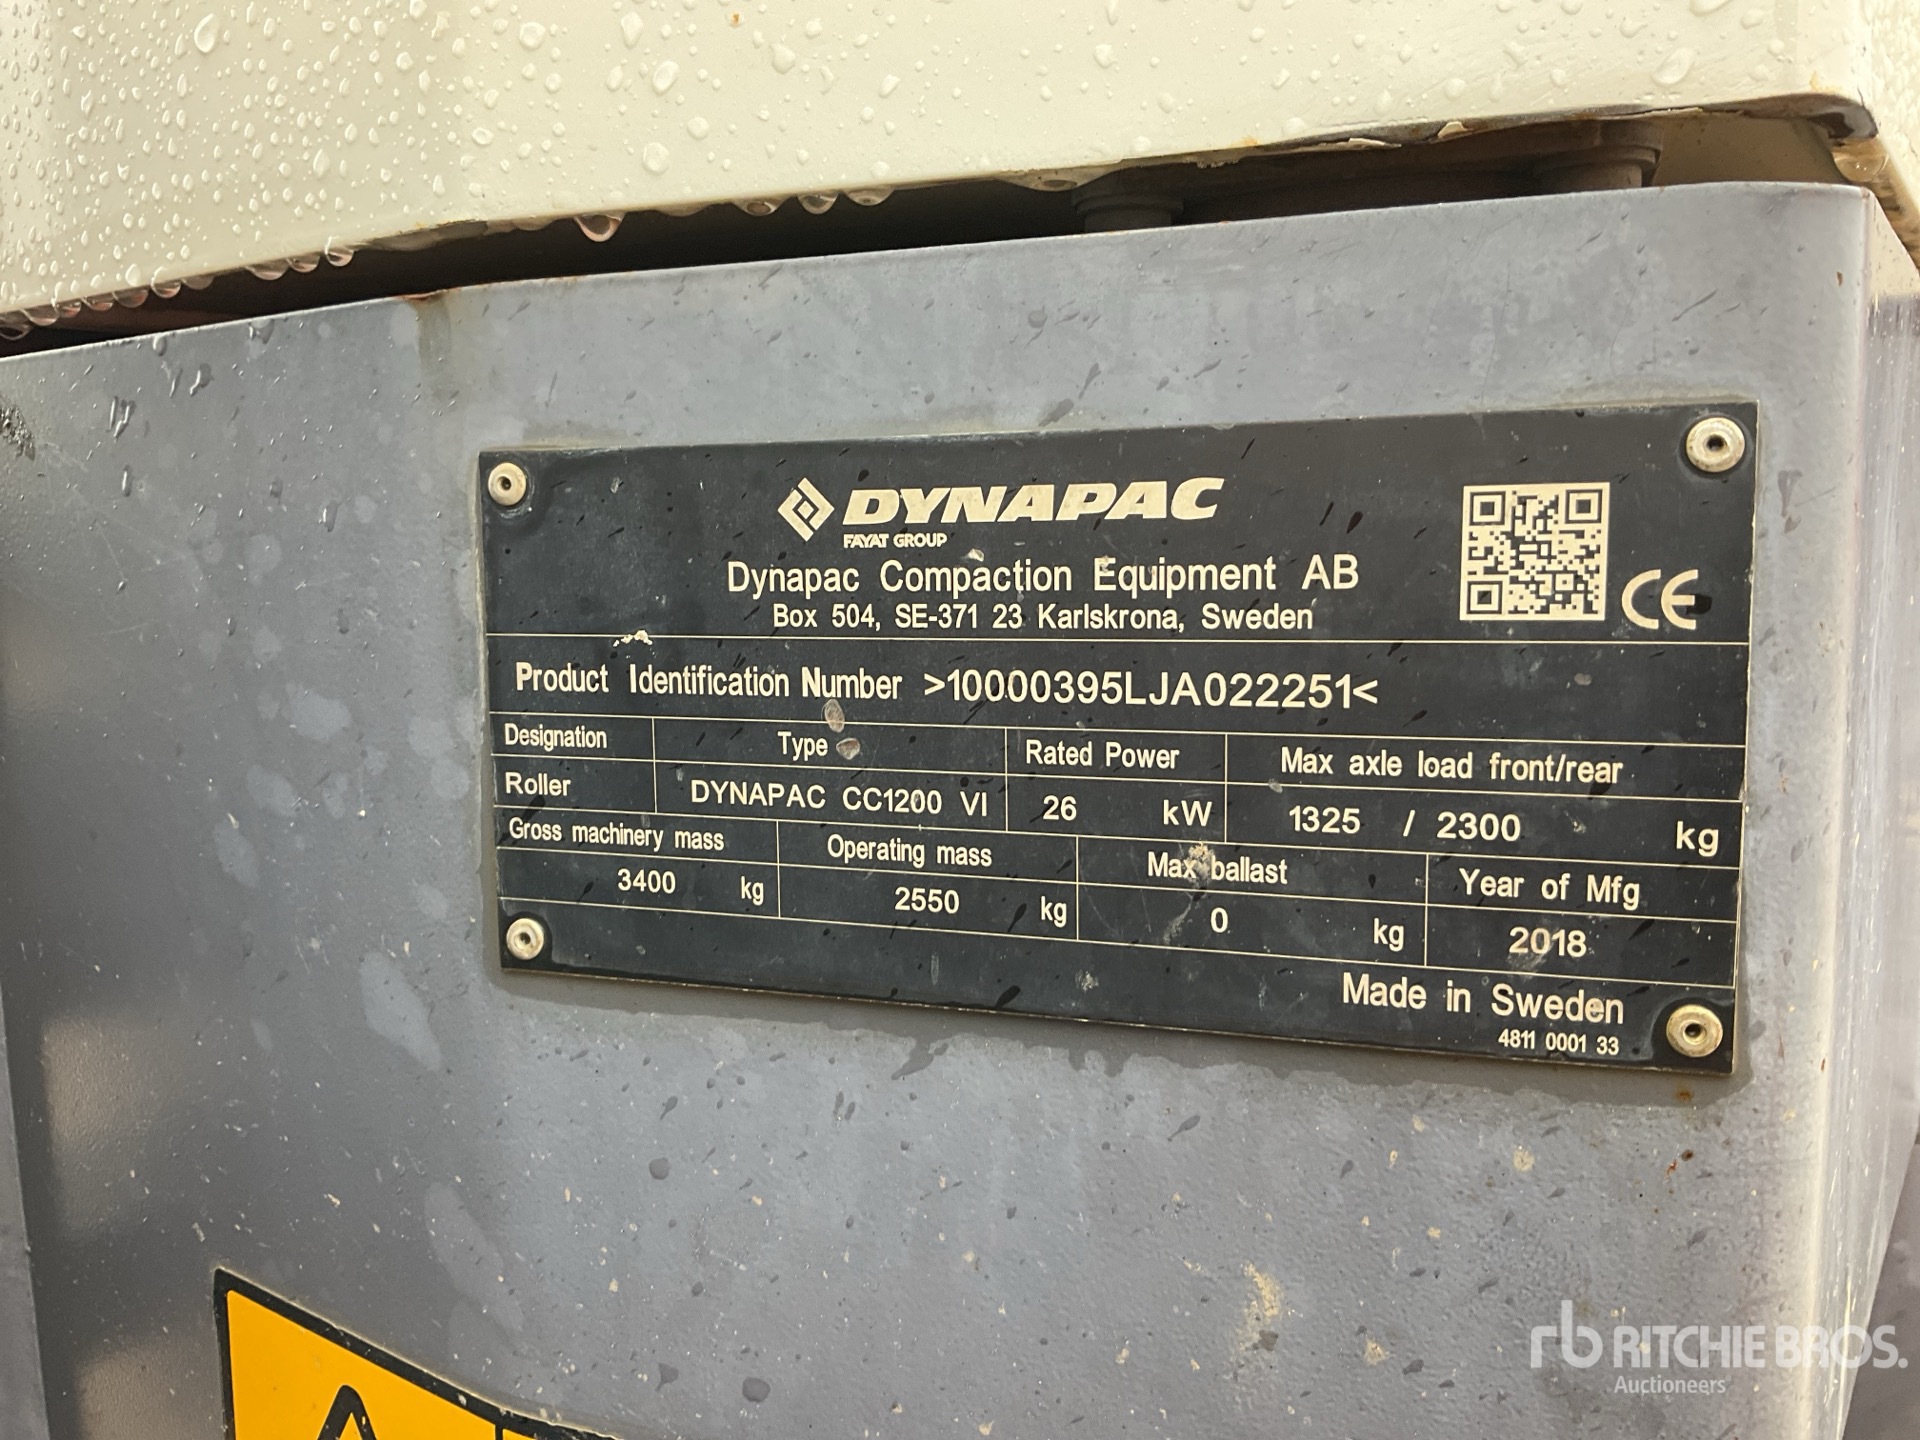 DYNAPAC
FAYAT GROUP
Dynapac Compaction Equipment AB
Box 504, SE-371 23 Karlskrona, Sweden
CE
Product Identification Number >10000395LJA022251<
Designation Type Rated Power Max axle load front/rear
Roller DYNAPAC CC1200 VI 26 kW 1325 / 2300 kg
Gross machinery mass Operating mass Max ballast Year of Mfg
3400 kg 2550 kg 0 kg 2018
Made in Sweden
4811 0001 33
rb RITCHIE BROS.
Auctioneers